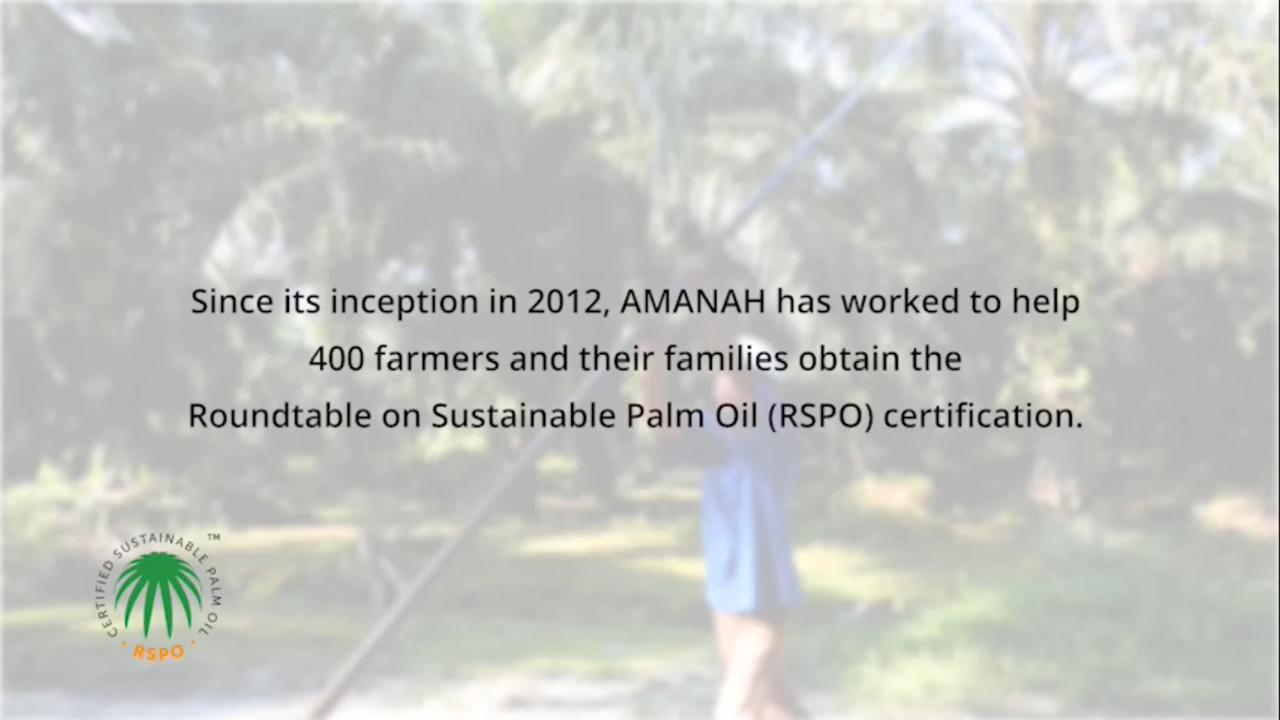 Since its inception in 2012, AMANAH has worked to help
400 farmers and their families obtain the
Roundtable on Sustainable Palm Oil (RSPO) certification.
CERTIFIED SUSTAINABLE PALM OIL ™
RSPO